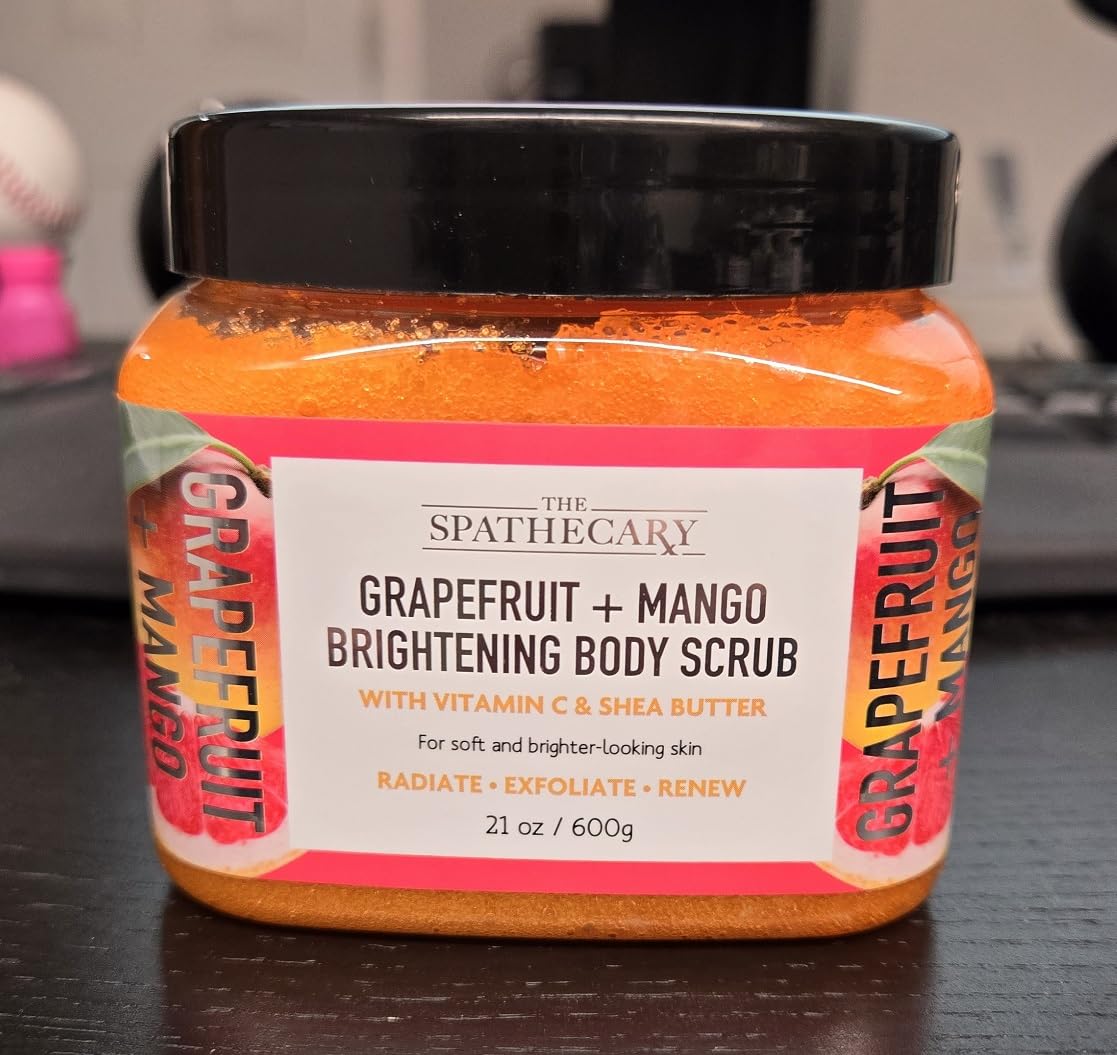 THE
SPATHECARY
GRAPEFRUIT + MANGO
BRIGHTENING BODY SCRUB
WITH VITAMIN C & SHEA BUTTER
For soft and brighter-looking skin
RADIATE • EXFOLIATE • RENEW
21 oz / 600g
GRAPEFRUIT
+ MANGO
GRAPEFRUIT
+ MANGO